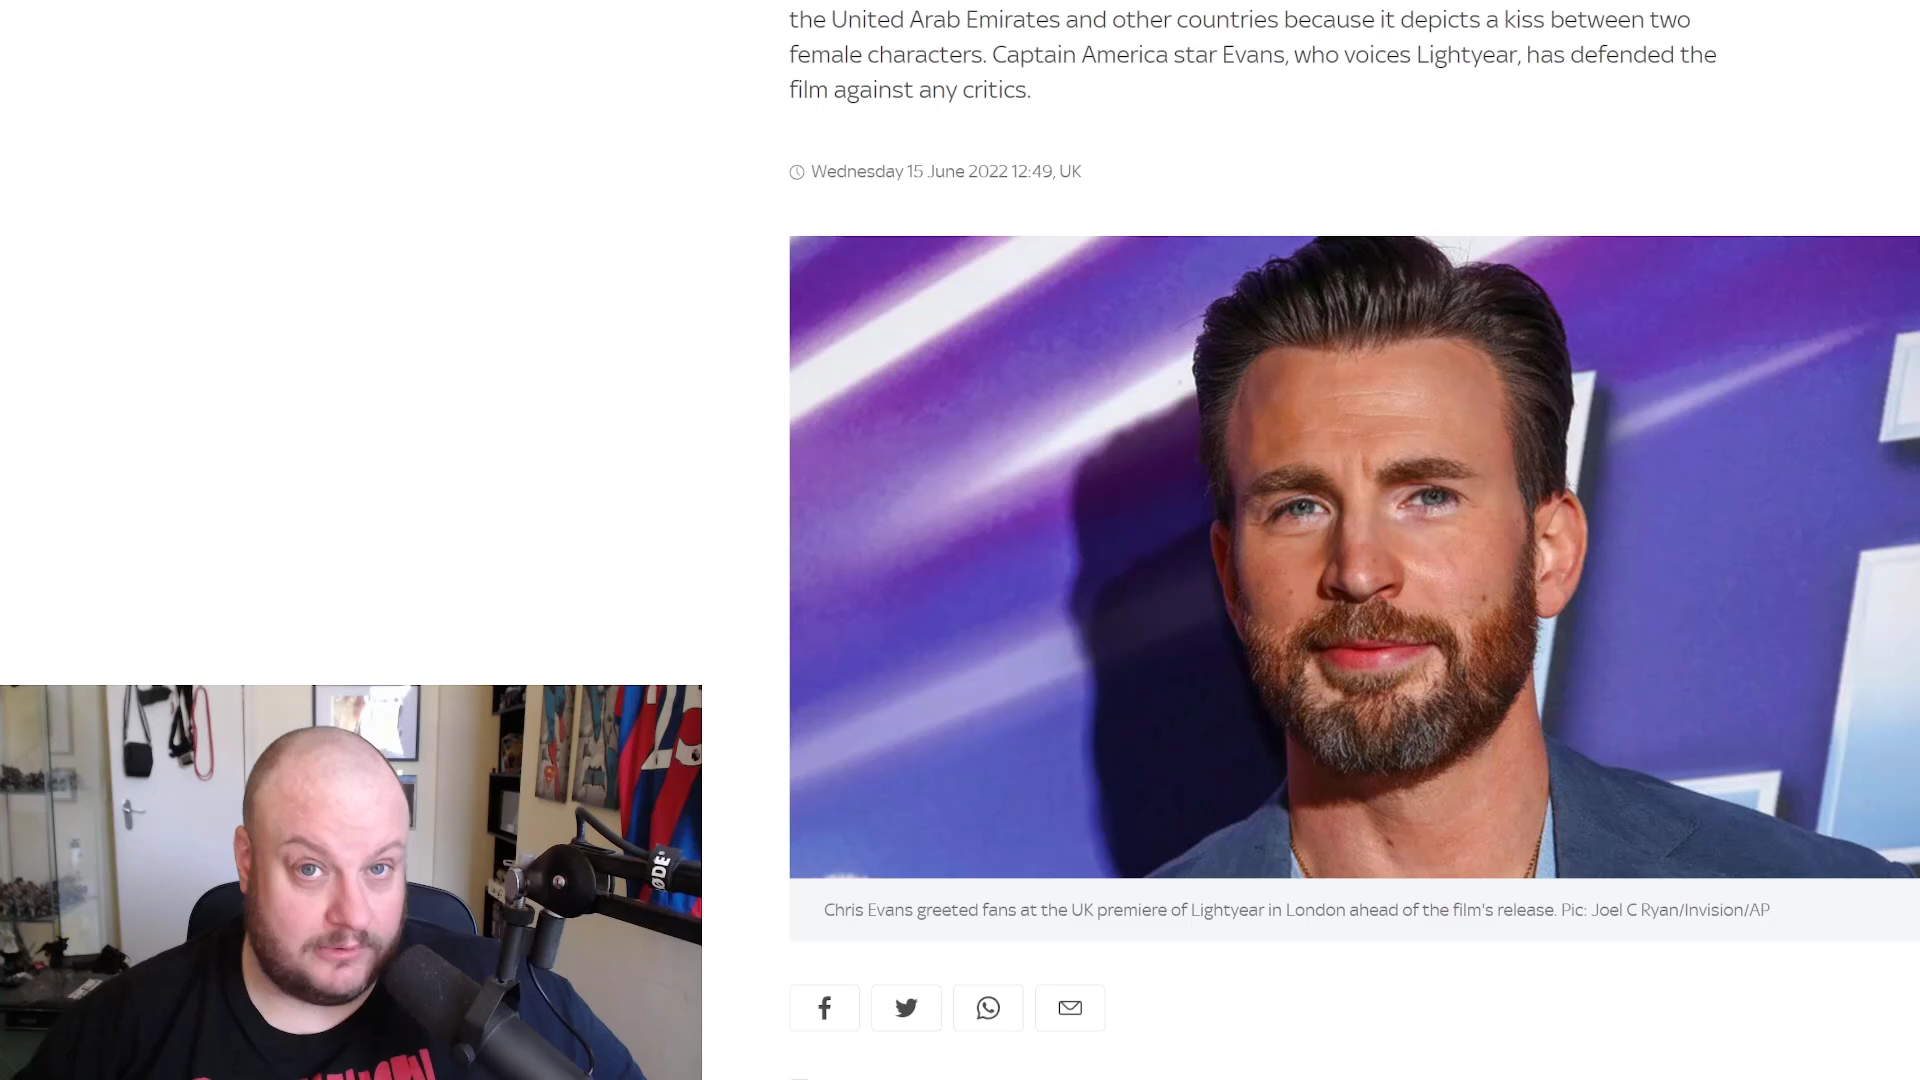 the United Arab Emirates and other countries because it depicts a kiss between two
female characters. Captain America star Evans, who voices Lightyear, has defended the
film against any critics.
Wednesday 15 June 2022 12:49, UK
Chris Evans greeted fans at the UK premiere of Lightyear in London ahead of the film's release. Pic: Joel C Ryan/Invision/AP
RØDE